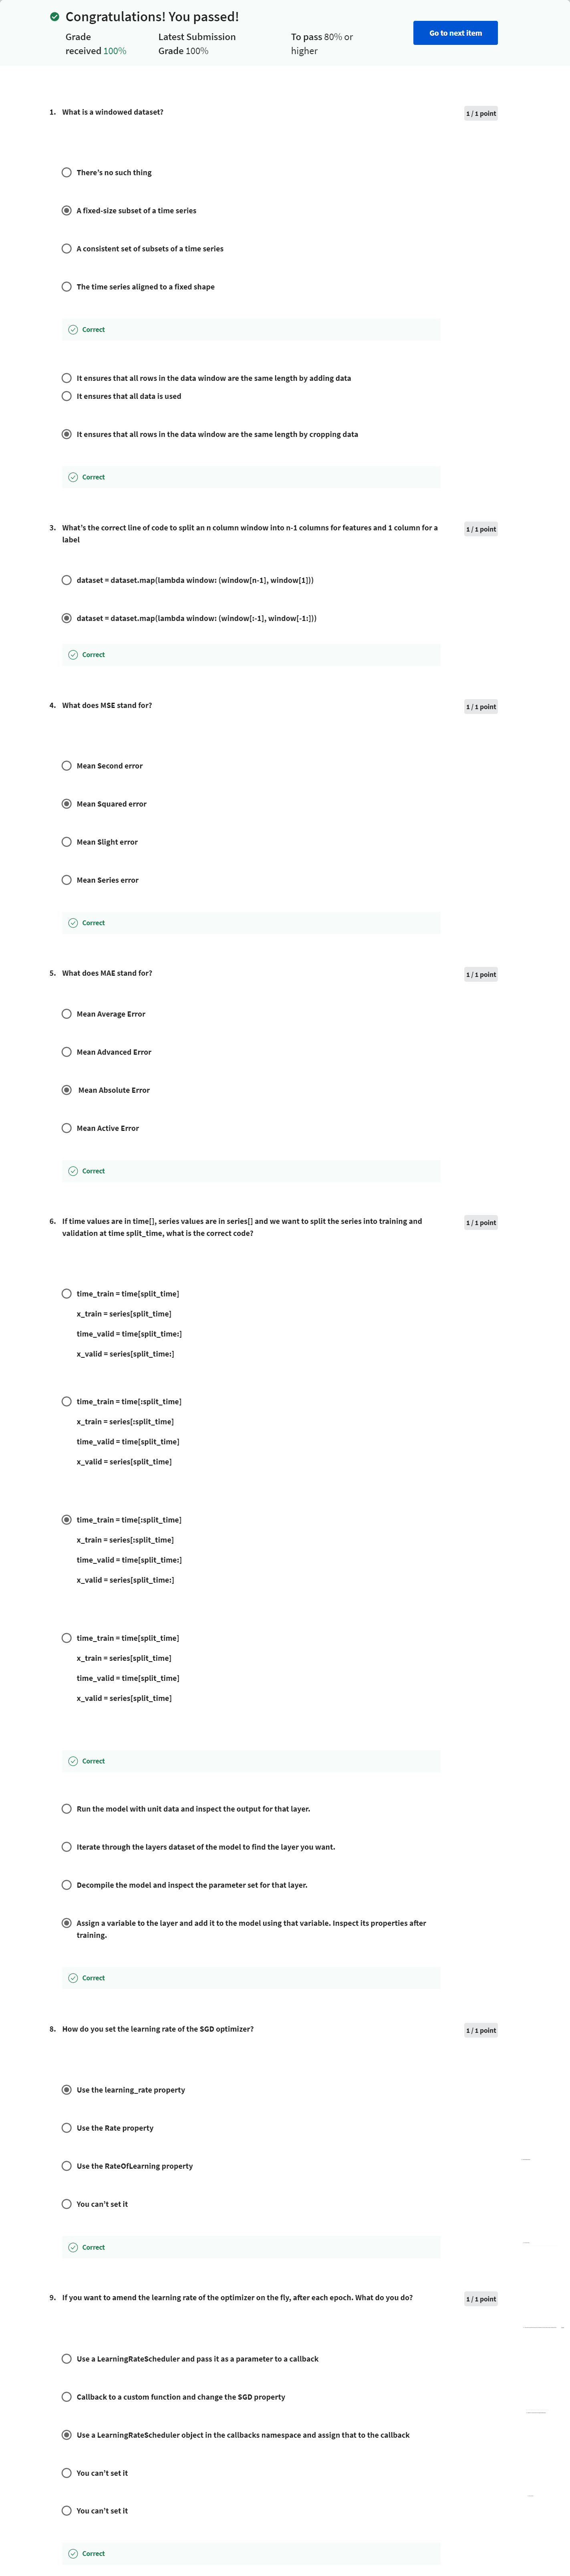 Congratulations! You passed!
Grade received 100%
Latest Submission Grade 100%
To pass 80% or higher
Go to next item
1. What is a windowed dataset?
1 / 1 point
There's no such thing
A fixed-size subset of a time series
A consistent set of subsets of a time series
The time series aligned to a fixed shape
Correct
It ensures that all rows in the data window are the same length by adding data
It ensures that all data is used
It ensures that all rows in the data window are the same length by cropping data
Correct
3. What's the correct line of code to split an n column window into n-1 columns for features and 1 column for a
label
1 / 1 point
dataset = dataset.map(lambda window: (window[n-1], window[1]))
dataset = dataset.map(lambda window: (window[:-1], window[-1:]))
Correct
4. What does MSE stand for?
1 / 1 point
Mean Second error
Mean Squared error
Mean Slight error
Mean Series error
Correct
5. What does MAE stand for?
1 / 1 point
Mean Average Error
Mean Advanced Error
Mean Absolute Error
Mean Active Error
Correct
6. If time values are in time[], series values are in series[] and we want to split the series into training and
validation at time split_time, what is the correct code?
1 / 1 point
time_train = time[split_time]
x_train = series[split_time]
time_valid = time[split_time:]
x_valid = series[split_time:]
time_train = time[:split_time]
x_train = series[:split_time]
time_valid = time[split_time]
x_valid = series[split_time]
time_train = time[:split_time]
x_train = series[:split_time]
time_valid = time[split_time:]
x_valid = series[split_time:]
time_train = time[split_time]
x_train = series[split_time]
time_valid = time[split_time]
x_valid = series[split_time]
Correct
Run the model with unit data and inspect the output for that layer.
Iterate through the layers dataset of the model to find the layer you want.
Decompile the model and inspect the parameter set for that layer.
Assign a variable to the layer and add it to the model using that variable. Inspect its properties after
training.
Correct
8. How do you set the learning rate of the SGD optimizer?
1 / 1 point
Use the learning_rate property
Use the Rate property
Use the RateOfLearning property
You can't set it
Correct
9. If you want to amend the learning rate of the optimizer on the fly, after each epoch. What do you do?
1 / 1 point
Use a LearningRateScheduler and pass it as a parameter to a callback
Callback to a custom function and change the SGD property
Use a LearningRateScheduler object in the callbacks namespace and assign that to the callback
You can't set it
You can't set it
Correct